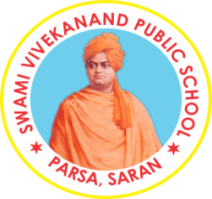 SWAMI VIVEKANAND PUBLIC SCHOOL
PARSA, SARAN